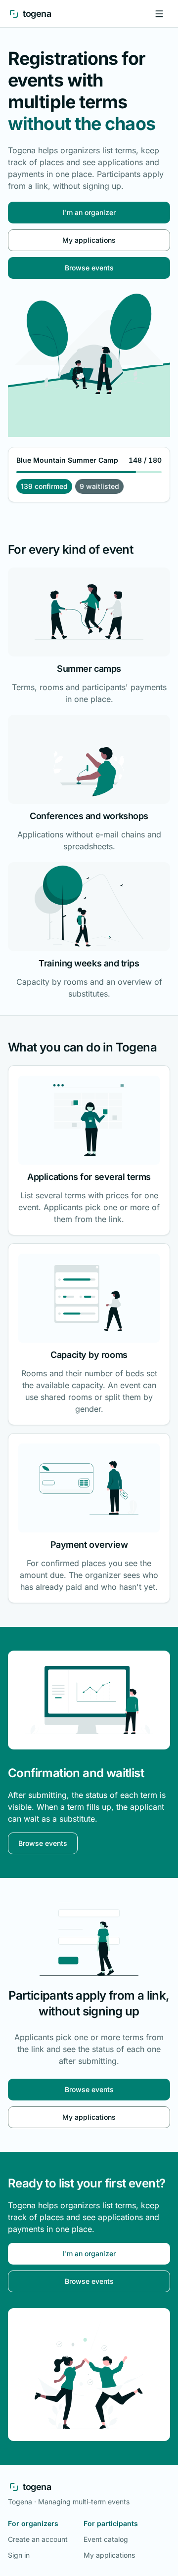 togena
Registrations for
events with
multiple terms
without the chaos
Togena helps organizers list terms, keep
track of places and see applications and
payments in one place. Participants apply
from a link, without signing up.
I'm an organizer
My applications
Browse events
Blue Mountain Summer Camp 148 / 180
139 confirmed 9 waitlisted
For every kind of event
Summer camps
Terms, rooms and participants' payments
in one place.
Conferences and workshops
Applications without e-mail chains and
spreadsheets.
Training weeks and trips
Capacity by rooms and an overview of
substitutes.
What you can do in Togena
Applications for several terms
List several terms with prices for one
event. Applicants pick one or more of
them from the link.
Capacity by rooms
Rooms and their number of beds set
the available capacity. An event can
use shared rooms or split them by
gender.
Payment overview
For confirmed places you see the
amount due. The organizer sees who
has already paid and who hasn't yet.
Confirmation and waitlist
After submitting, the status of each term is
visible. When a term fills up, the applicant
can wait as a substitute.
Browse events
Participants apply from a link,
without signing up
Applicants pick one or more terms from
the link and see the status of each one
after submitting.
Browse events
My applications
Ready to list your first event?
Togena helps organizers list terms, keep
track of places and see applications and
payments in one place.
I'm an organizer
Browse events
togena
Togena · Managing multi-term events
For organizers For participants
Create an account Event catalog
Sign in My applications